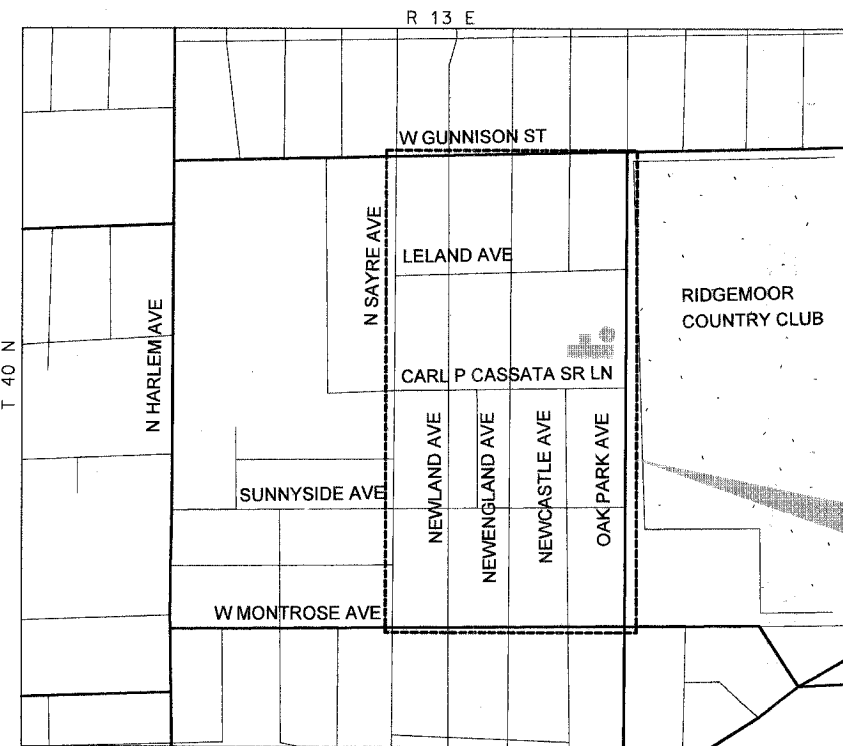 R 13 E
W GUNNISON ST
N SAYRE AVE
LELAND AVE
RIDGEMOOR
COUNTRY CLUB
N HARLEM AVE
T 40 N
CARL P CASSATA SR LN
NEWLAND AVE
NEWENGLAND AVE
NEWCASTLE AVE
OAK PARK AVE
SUNNYSIDE AVE
W MONTROSE AVE